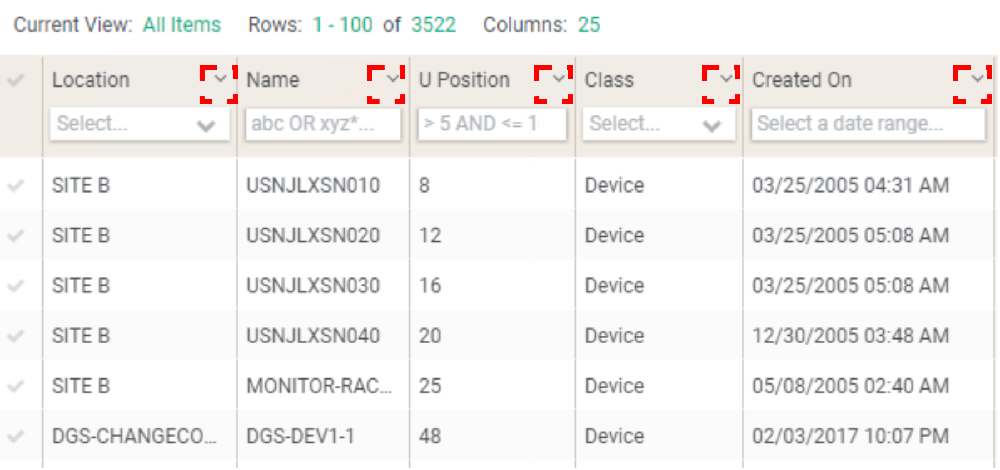 Current View: All Items Rows: 1 - 100 of 3522 Columns: 25
Location Name U Position Class Created On
Select... abc OR xyz*... > 5 AND <= 1 Select... Select a date range...
SITE B USNJLXSN010 8 Device 03/25/2005 04:31 AM
SITE B USNJLXSN020 12 Device 03/25/2005 05:08 AM
SITE B USNJLXSN030 16 Device 03/25/2005 05:08 AM
SITE B USNJLXSN040 20 Device 12/30/2005 03:48 AM
SITE B MONITOR-RAC... 25 Device 05/08/2005 02:40 AM
DGS-CHANGECO... DGS-DEV1-1 48 Device 02/03/2017 10:07 PM